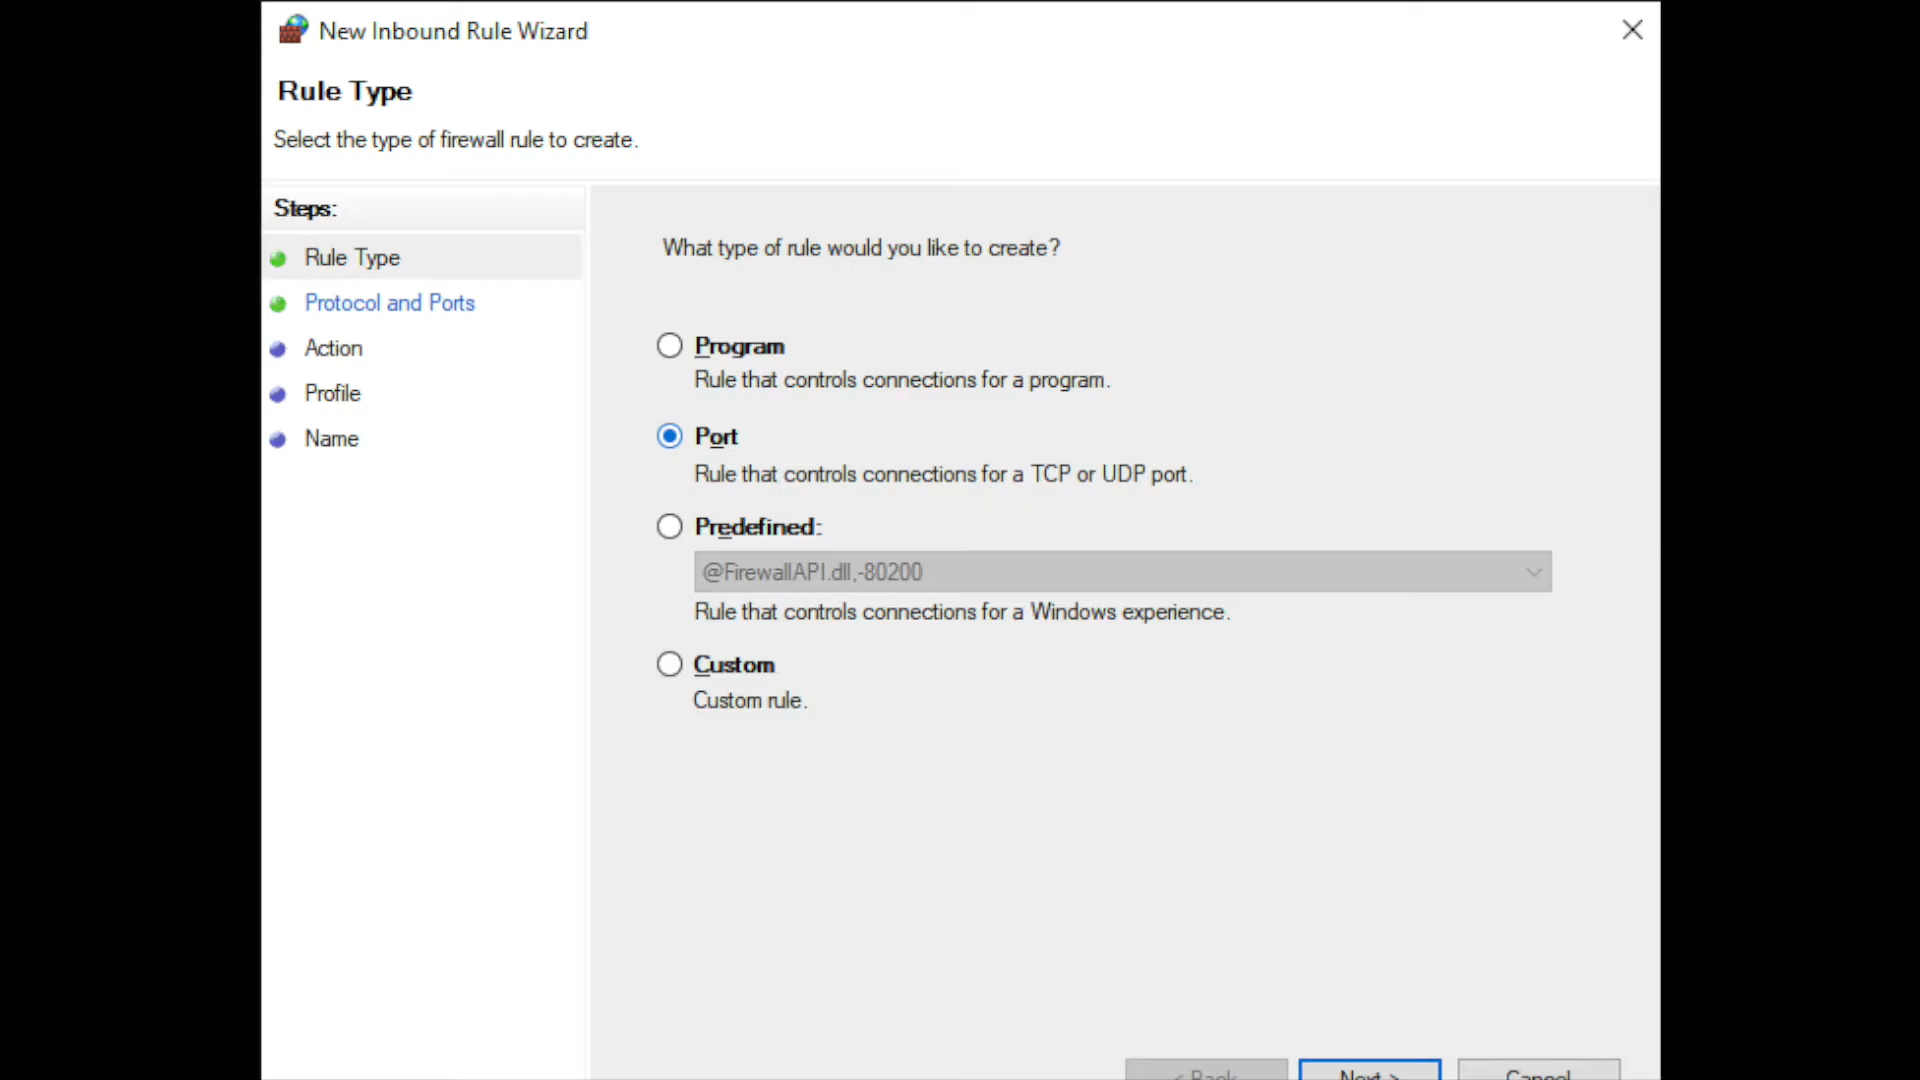 New Inbound Rule Wizard
Rule Type
Select the type of firewall rule to create.
Steps:
Rule Type
Protocol and Ports
Action
Profile
Name
What type of rule would you like to create?
Program
Rule that controls connections for a program.
Port
Rule that controls connections for a TCP or UDP port.
Predefined:
@FirewallAPI.dll,-80200
Rule that controls connections for a Windows experience.
Custom
Custom rule.
< Back
Next >
Cancel